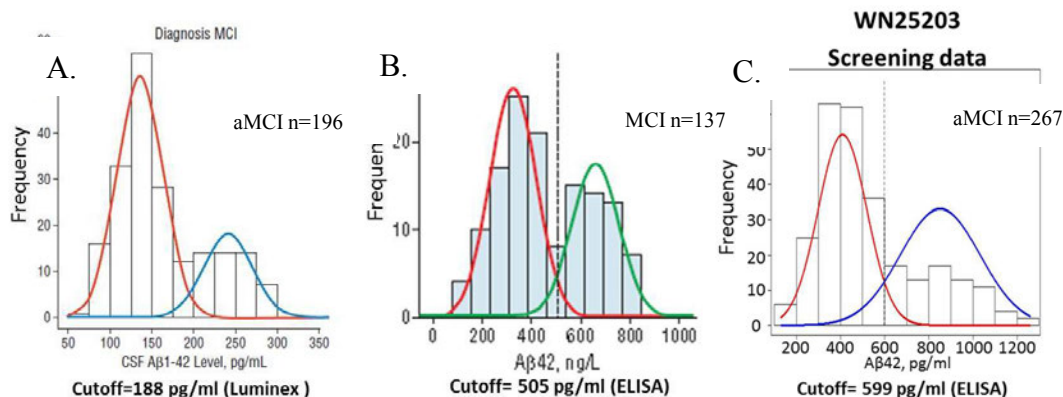 WN25203
Screening data
Diagnosis MCI
A.
aMCI n=196
Frequency
40
30
20
10
0
50 100 150 200 250 300 350
CSF Aβ1-42 Level, pg/mL
Cutoff=188 pg/ml (Luminex )
B.
MCI n=137
Frequen
20
10
0
0 200 400 600 800 1000
Aβ42, ng/L
Cutoff= 505 pg/ml (ELISA)
C.
aMCI n=267
Frequency
50
40
30
20
10
0
200 400 600 800 1000 1200
Aβ42, pg/ml
Cutoff= 599 pg/ml (ELISA)